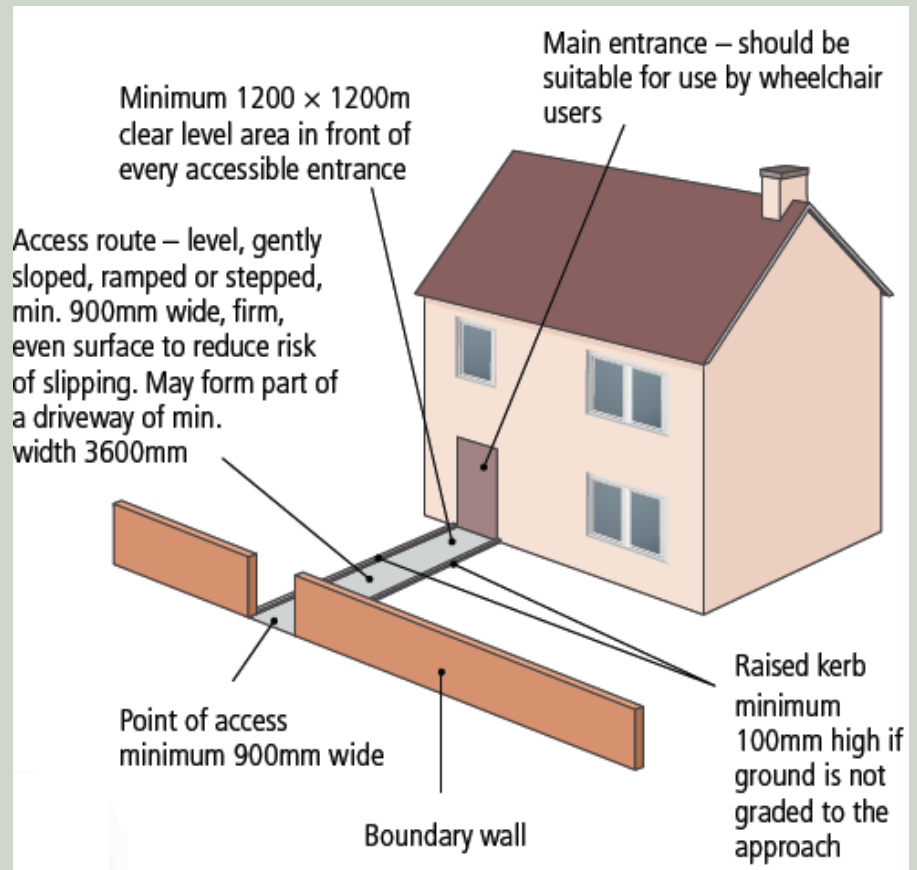 Main entrance – should be
suitable for use by wheelchair
users
Minimum 1200 × 1200m
clear level area in front of
every accessible entrance
Access route – level, gently
sloped, ramped or stepped,
min. 900mm wide, firm,
even surface to reduce risk
of slipping. May form part of
a driveway of min.
width 3600mm
Point of access
minimum 900mm wide
Boundary wall
Raised kerb
minimum
100mm high if
ground is not
graded to the
approach